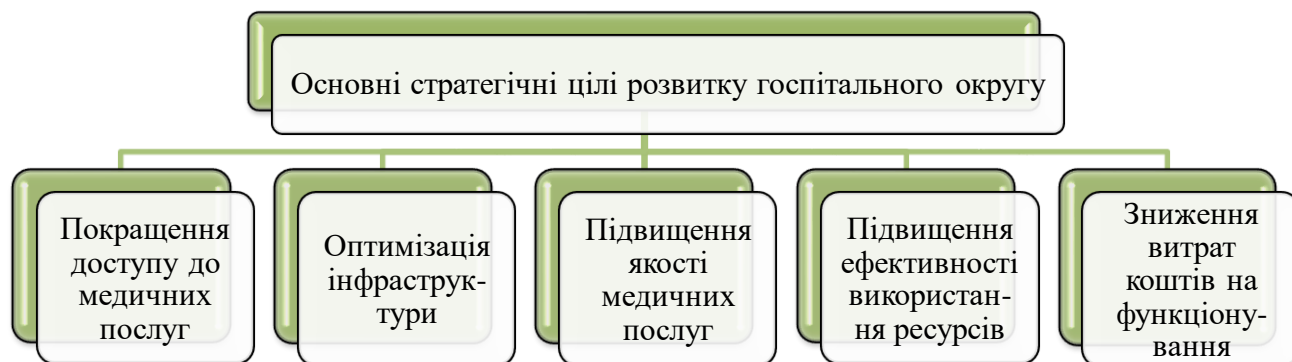 Основні стратегічні цілі розвитку госпітального округу
Покращення
доступу до
медичних
послуг
Оптимізація
інфраструк-
тури
Підвищення
якості
медичних
послуг
Підвищення
ефективності
використан-
ня ресурсів
Зниження
витрат
коштів на
функціону-
вання